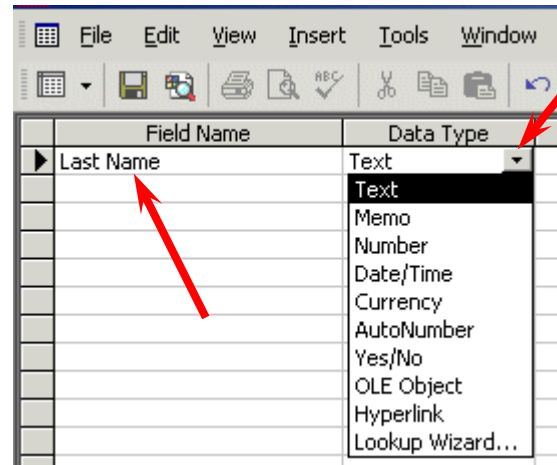 File Edit View Insert Tools Window
ABC
Field Name Data Type
Last Name Text
Text
Memo
Number
Date/Time
Currency
AutoNumber
Yes/No
OLE Object
Hyperlink
Lookup Wizard...